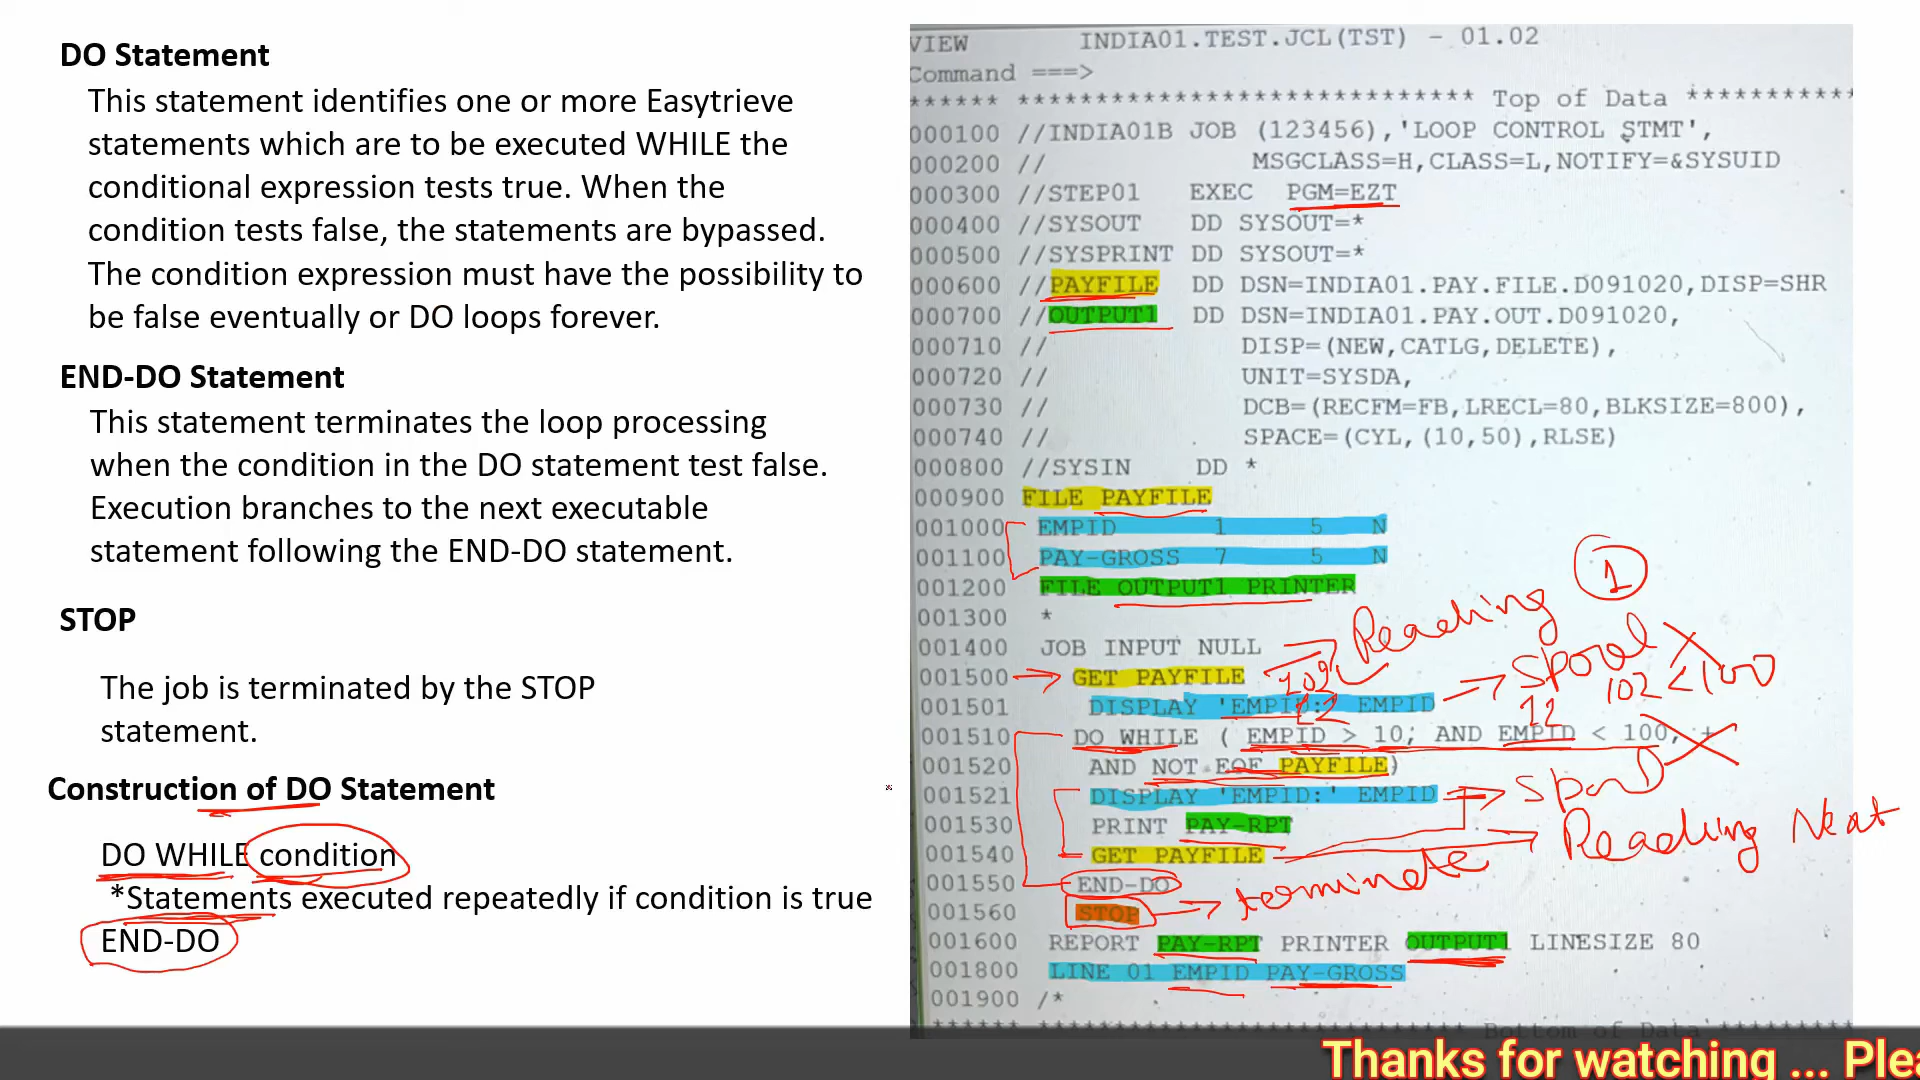 DO Statement
This statement identifies one or more Easytrieve
statements which are to be executed WHILE the
conditional expression tests true. When the
condition tests false, the statements are bypassed.
The condition expression must have the possibility to
be false eventually or DO loops forever.
END-DO Statement
This statement terminates the loop processing
when the condition in the DO statement test false.
Execution branches to the next executable
statement following the END-DO statement.
STOP
The job is terminated by the STOP
statement.
Construction of DO Statement
DO WHILE condition
*Statements executed repeatedly if condition is true
END-DO
VIEW INDIA01.TEST.JCL(TST) - 01.02
Command ===>
****** ***************************** Top of Data ***********
000100 //INDIA01B JOB (123456),'LOOP CONTROL STMT',
000200 // MSGCLASS=H,CLASS=L,NOTIFY=&SYSUID
000300 //STEP01 EXEC PGM=EZT
000400 //SYSOUT DD SYSOUT=*
000500 //SYSPRINT DD SYSOUT=*
000600 //PAYFILE DD DSN=INDIA01.PAY.FILE.D091020,DISP=SHR
000700 //OUTPUT1 DD DSN=INDIA01.PAY.OUT.D091020,
000710 // DISP=(NEW,CATLG,DELETE),
000720 // UNIT=SYSDA,
000730 // DCB=(RECFM=FB,LRECL=80,BLKSIZE=800),
000740 // SPACE=(CYL,(10,50),RLSE)
000800 //SYSIN DD *
000900 FILE PAYFILE
001000 EMPID 1 5 N
001100 PAY-GROSS 7 5 N
001200 FILE OUTPUT1 PRINTER
1
001300 *
Reading
001400 JOB INPUT NULL
001500 GET PAYFILE
Spool
102 < 100
001501 DISPLAY 'EMPID:' EMPID
12
12
001510 DO WHILE ( EMPID > 10; AND EMPID < 100, +
001520 AND NOT EOF PAYFILE)
001521 DISPLAY 'EMPID:' EMPID
Spool
001530 PRINT PAY-RPT
Reading Next
001540 GET PAYFILE
001550 END-DO
terminate
001560 STOP
001600 REPORT PAY-RPT PRINTER OUTPUT1 LINESIZE 80
001800 LINE 01 EMPID PAY-GROSS
001900 /*
Bottom of Data
Thanks for watching ... Plea